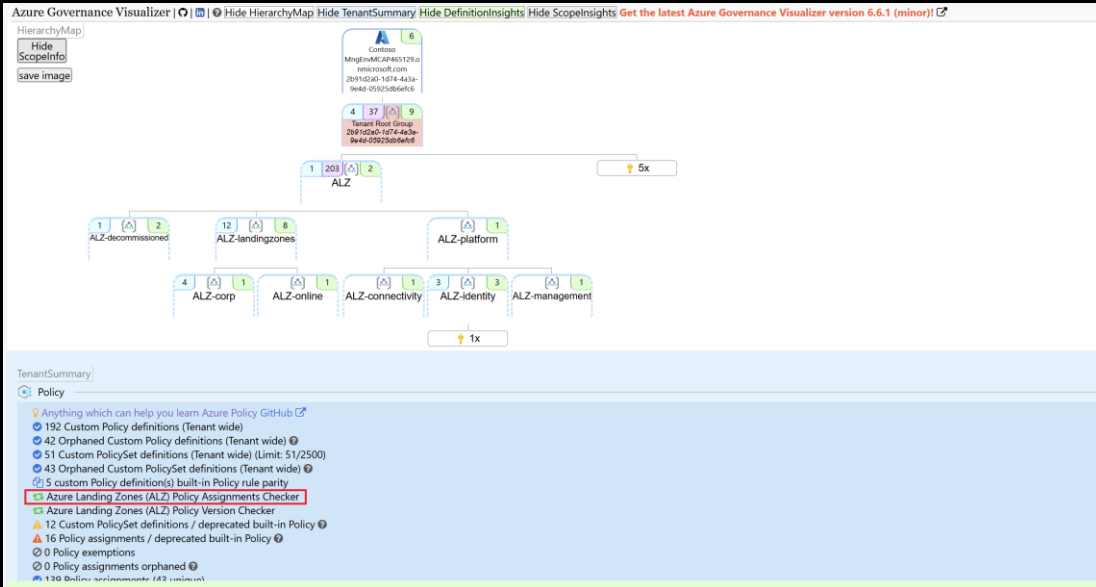 Azure Governance Visualizer | | | Hide HierarchyMap Hide TenantSummary Hide DefinitionInsights Hide ScopeInsights Get the latest Azure Governance Visualizer version 6.6.1 (minor)!
HierarchyMap
Hide
ScopeInfo
save image
6
Contoso
MngEnvMCAP465129.o
nmicrosoft.com
2b91d2a0-1d74-4a3a-
9e4d-05925db6efc6
4 37 9
Tenant Root Group
2b91d2a0-1d74-4a3a-
9e4d-05925db6efc6
1 203 2
ALZ
5x
1 2
ALZ-decommissioned
12 8
ALZ-landingzones
1
ALZ-platform
4 1
ALZ-corp
1
ALZ-online
1
ALZ-connectivity
3 3
ALZ-identity
1
ALZ-management
1x
TenantSummary
Policy
Anything which can help you learn Azure Policy GitHub
192 Custom Policy definitions (Tenant wide)
42 Orphaned Custom Policy definitions (Tenant wide)
51 Custom PolicySet definitions (Tenant wide) (Limit: 51/2500)
43 Orphaned Custom PolicySet definitions (Tenant wide)
5 custom Policy definition(s) built-in Policy rule parity
Azure Landing Zones (ALZ) Policy Assignments Checker
Azure Landing Zones (ALZ) Policy Version Checker
12 Custom PolicySet definitions / deprecated built-in Policy
16 Policy assignments / deprecated built-in Policy
0 Policy exemptions
0 Policy assignments orphaned
139 Policy assignments (43 unique)